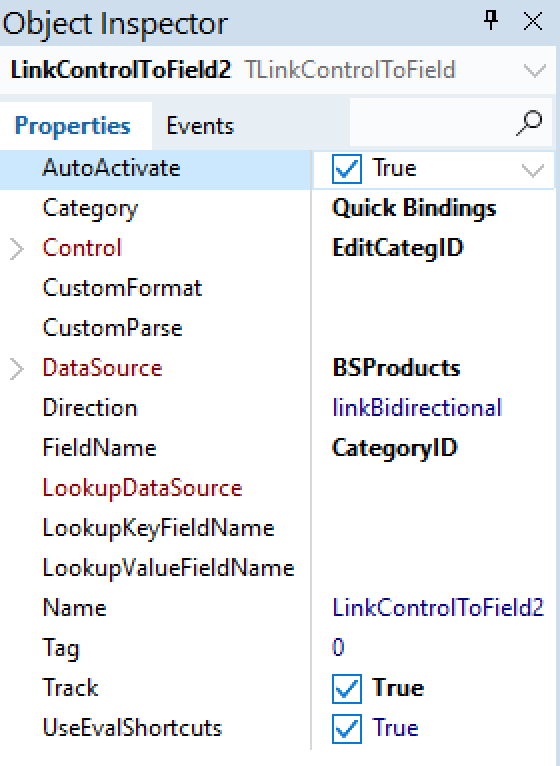 Object Inspector
LinkControlToField2 TLinkControlToField
Properties Events
AutoActivate True
Category Quick Bindings
Control EditCategID
CustomFormat
CustomParse
DataSource BSProducts
Direction linkBidirectional
FieldName CategoryID
LookupDataSource
LookupKeyFieldName
LookupValueFieldName
Name LinkControlToField2
Tag 0
Track True
UseEvalShortcuts True